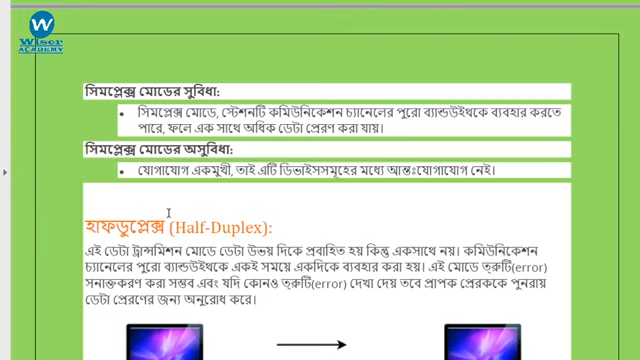 Wiser
ACADEMY
সিমপ্লেক্স মোডের সুবিধা:
• সিমপ্লেক্স মোডে, স্টেশনটি কমিউনিকেশন চ্যানেলের পুরো ব্যান্ডউইথকে ব্যবহার করতে
পারে, ফলে এক সাথে অধিক ডেটা প্রেরণ করা যায়।
সিমপ্লেক্স মোডের অসুবিধা:
• যোগাযোগ একমুখী, তাই এটি ডিভাইসসমূহের মধ্যে আন্তঃযোগাযোগ নেই।
হাফডুপ্লেক্স (Half-Duplex):
এই ডেটা ট্রান্সমিশন মোডে ডেটা উভয় দিকে প্রবাহিত হয় কিন্তু একসাথে নয়। কমিউনিকেশন
চ্যানেলের পুরো ব্যান্ডউইথকে একই সময়ে একদিকে ব্যবহার করা হয়। এই মোডে ত্রুটি(error)
সনাক্তকরণ করা সম্ভব এবং যদি কোনও ত্রুটি(error) দেখা দেয় তবে প্রাপক প্রেরককে পুনরায়
ডেটা প্রেরণের জন্য অনুরোধ করে।